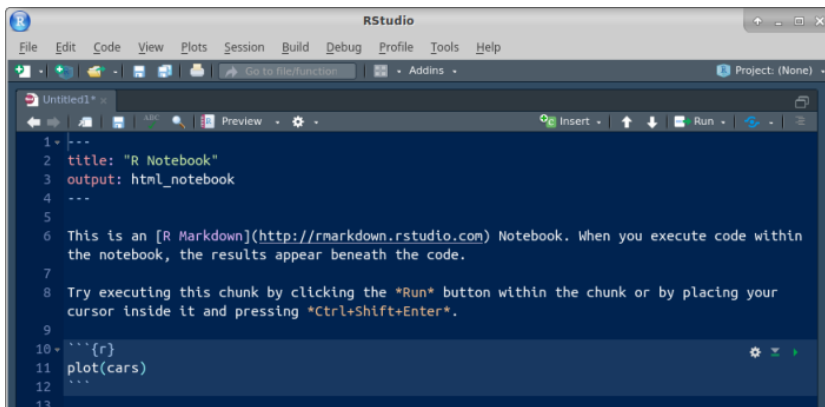 R
RStudio
File Edit Code View Plots Session Build Debug Profile Tools Help
Go to file/function Addins Project: (None)
Untitled1* ×
ABC Preview Insert Run
1 ---
2 title: "R Notebook"
3 output: html_notebook
4 ---
5
6 This is an [R Markdown](http://rmarkdown.rstudio.com) Notebook. When you execute code within
the notebook, the results appear beneath the code.
7
8 Try executing this chunk by clicking the *Run* button within the chunk or by placing your
cursor inside it and pressing *Ctrl+Shift+Enter*.
9
10 ```{r}
11 plot(cars)
12 ```
13